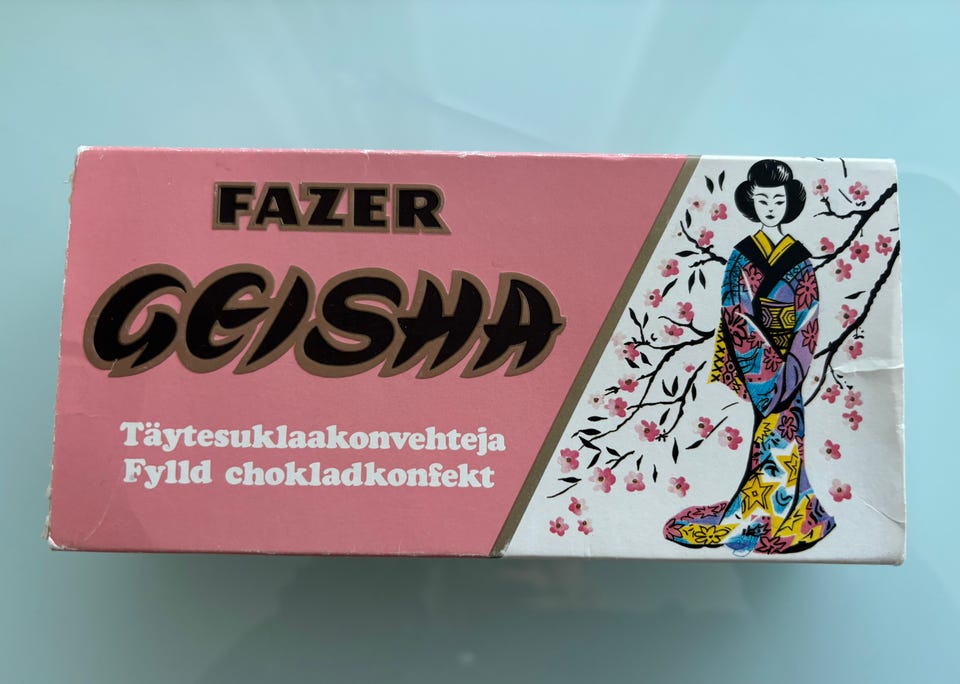 FAZER
GEISHA
Täytesuklaakonvehteja
Fylld chokladkonfekt